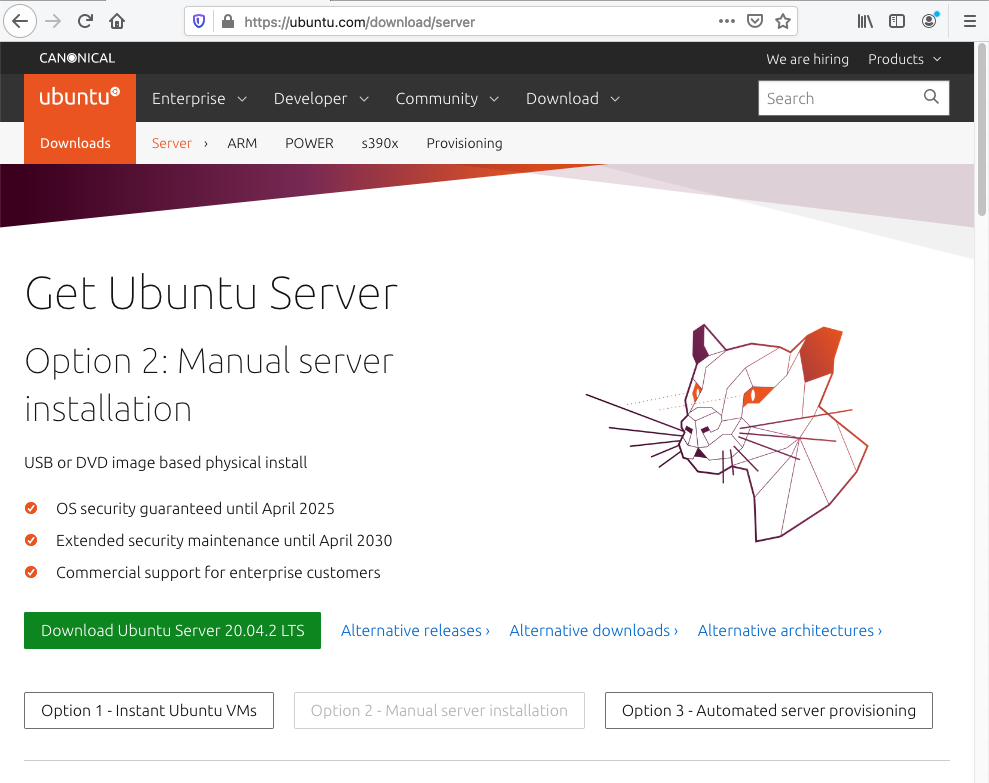 https://ubuntu.com/download/server
CANONICAL
We are hiring Products
ubuntu Enterprise Developer Community Download Search
Downloads Server › ARM POWER s390x Provisioning
Get Ubuntu Server
Option 2: Manual server
installation
USB or DVD image based physical install
OS security guaranteed until April 2025
Extended security maintenance until April 2030
Commercial support for enterprise customers
Download Ubuntu Server 20.04.2 LTS Alternative releases › Alternative downloads › Alternative architectures ›
Option 1 - Instant Ubuntu VMs Option 2 - Manual server installation Option 3 - Automated server provisioning